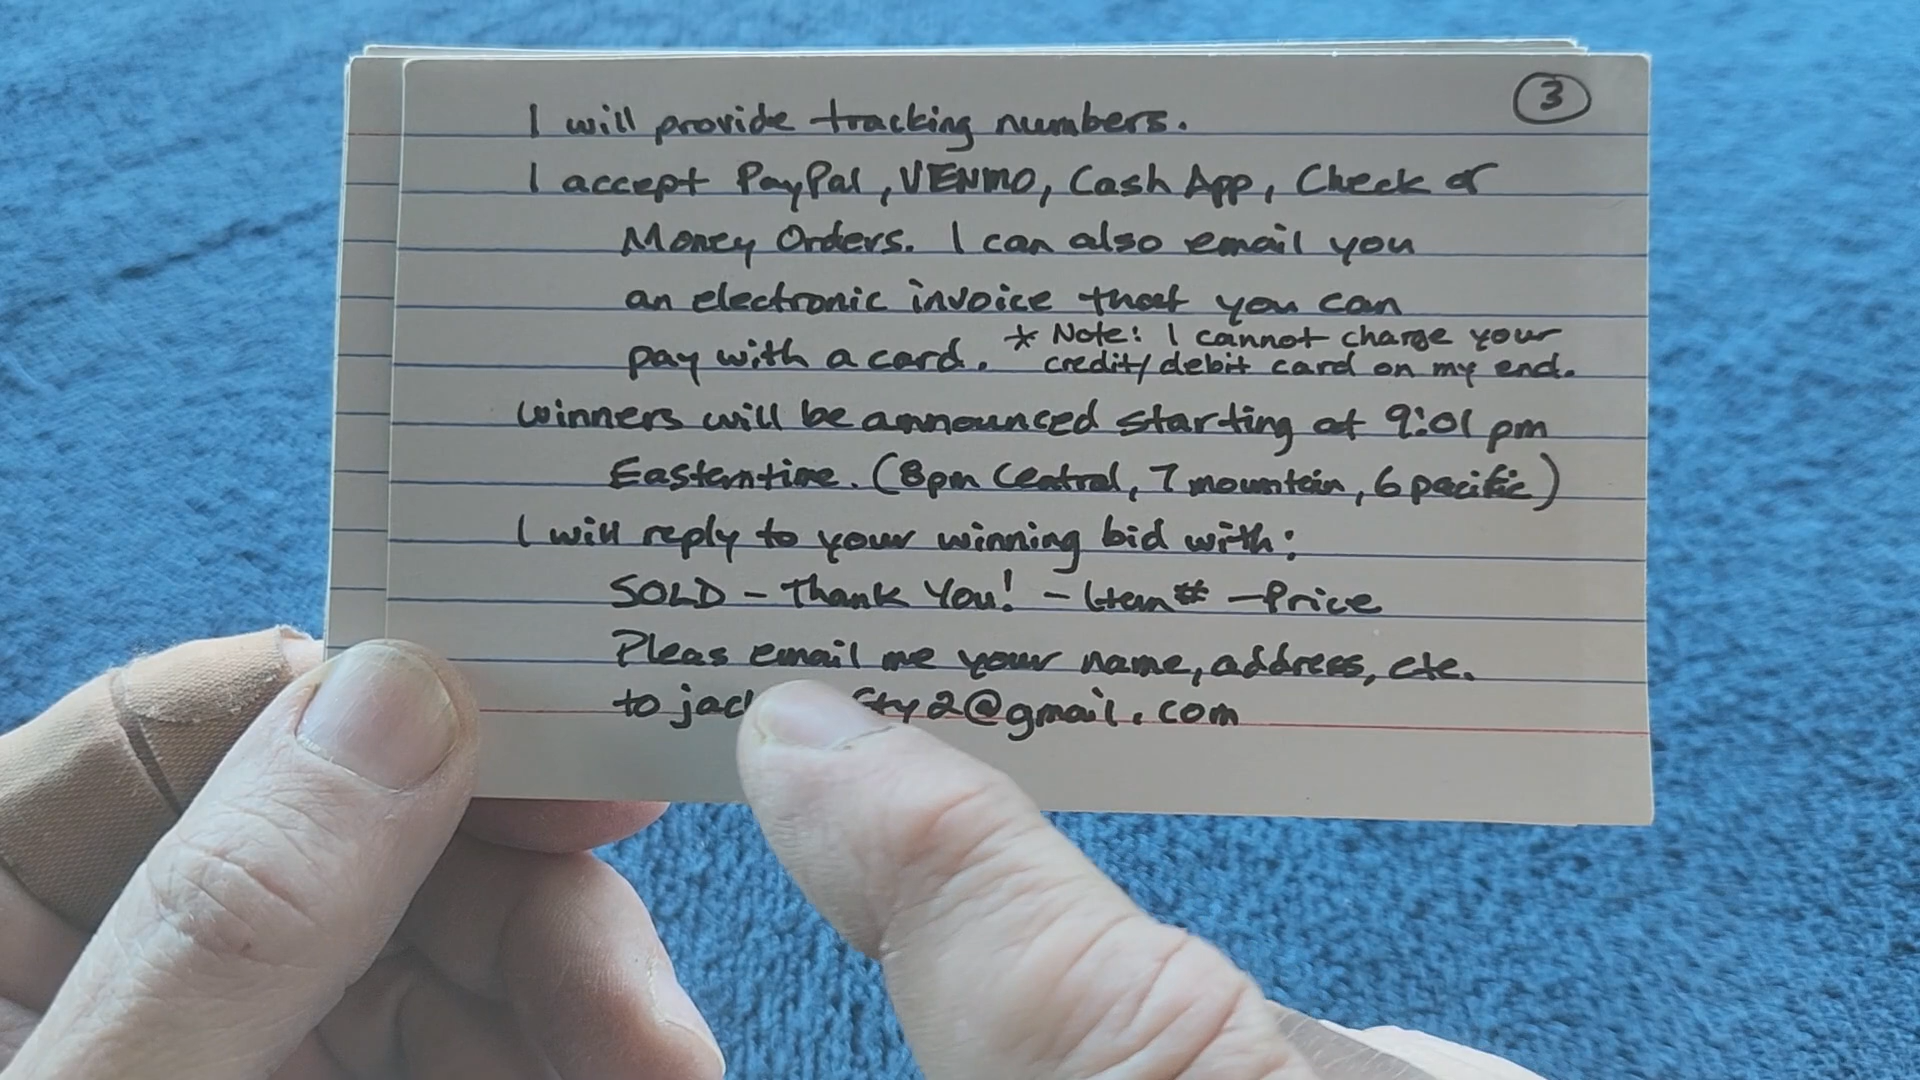 3
I will provide tracking numbers.
I accept PayPal, VENMO, Cash App, Check or
Money Orders. I can also email you
an electronic invoice that you can
pay with a card. * Note: I cannot charge your
credit/debit card on my end.
Winners will be announced starting at 9:01 pm
Eastern time. (8pm Central, 7 mountain, 6 pacific)
I will reply to your winning bid with:
SOLD - Thank You! - Item # - Price
Pleas email me your name, address, etc.
to